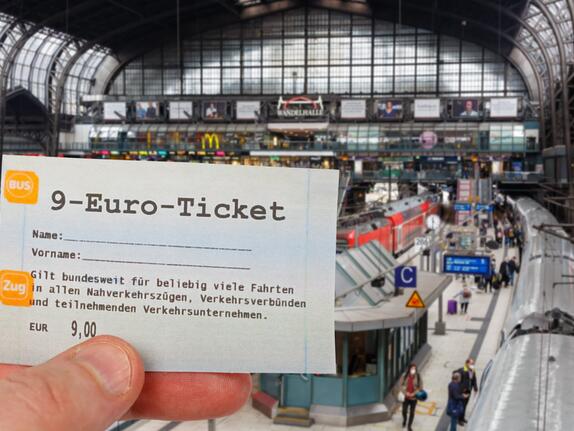 WANDELHALLE
BUS
9-Euro-Ticket
Name:
Vorname:
Zug
Gilt bundesweit für beliebig viele Fahrten
in allen Nahverkehrszügen, Verkehrsverbünden
und teilnehmenden Verkehrsunternehmen.
EUR 9,00
C